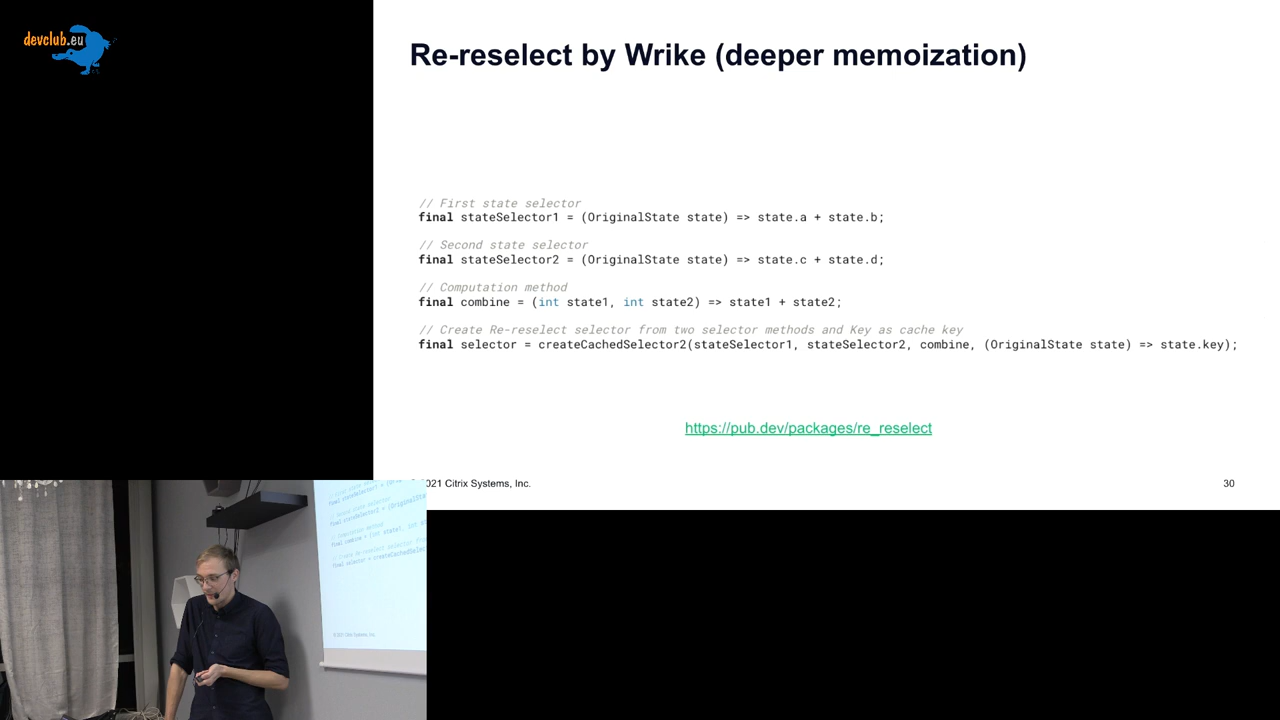 devclub.eu
Re-reselect by Wrike (deeper memoization)
// First state selector
final stateSelector1 = (OriginalState state) => state.a + state.b;
// Second state selector
final stateSelector2 = (OriginalState state) => state.c + state.d;
// Computation method
final combine = (int state1, int state2) => state1 + state2;
// Create Re-reselect selector from two selector methods and Key as cache key
final selector = createCachedSelector2(stateSelector1, stateSelector2, combine, (OriginalState state) => state.key);
https://pub.dev/packages/re_reselect
2021 Citrix Systems, Inc.
30